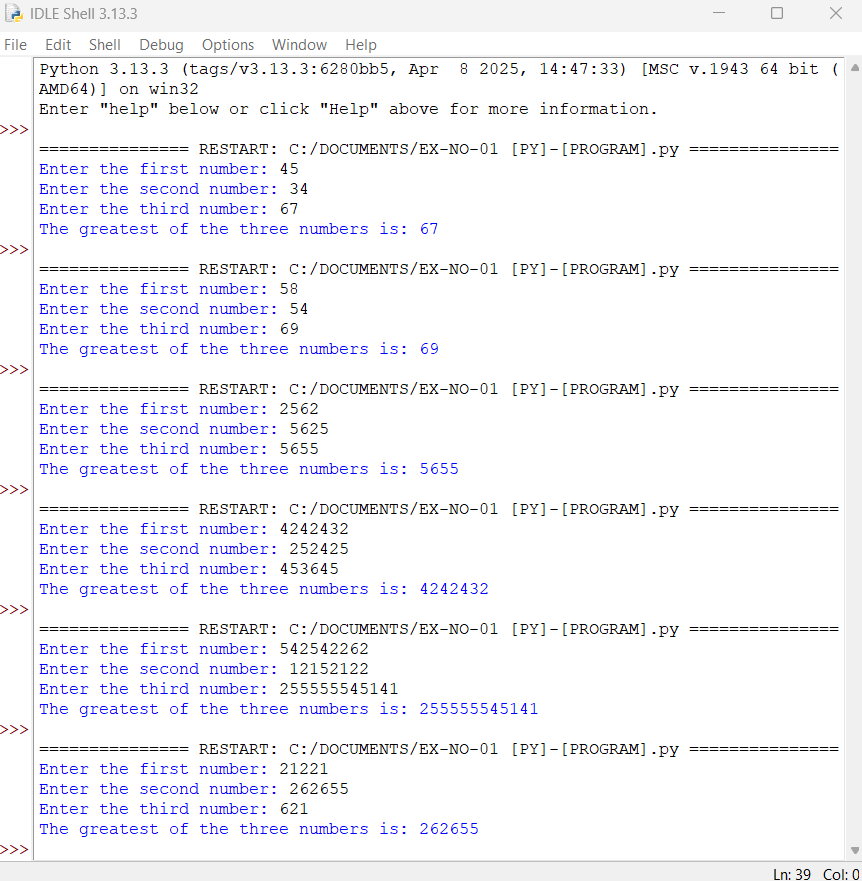 IDLE Shell 3.13.3
File Edit Shell Debug Options Window Help
Python 3.13.3 (tags/v3.13.3:6280bb5, Apr  8 2025, 14:47:33) [MSC v.1943 64 bit (
AMD64)] on win32
Enter "help" below or click "Help" above for more information.
>>>
=============== RESTART: C:/DOCUMENTS/EX-NO-01 [PY]-[PROGRAM].py ===============
Enter the first number: 45
Enter the second number: 34
Enter the third number: 67
The greatest of the three numbers is: 67
>>>
=============== RESTART: C:/DOCUMENTS/EX-NO-01 [PY]-[PROGRAM].py ===============
Enter the first number: 58
Enter the second number: 54
Enter the third number: 69
The greatest of the three numbers is: 69
>>>
=============== RESTART: C:/DOCUMENTS/EX-NO-01 [PY]-[PROGRAM].py ===============
Enter the first number: 2562
Enter the second number: 5625
Enter the third number: 5655
The greatest of the three numbers is: 5655
>>>
=============== RESTART: C:/DOCUMENTS/EX-NO-01 [PY]-[PROGRAM].py ===============
Enter the first number: 4242432
Enter the second number: 252425
Enter the third number: 453645
The greatest of the three numbers is: 4242432
>>>
=============== RESTART: C:/DOCUMENTS/EX-NO-01 [PY]-[PROGRAM].py ===============
Enter the first number: 542542262
Enter the second number: 12152122
Enter the third number: 255555545141
The greatest of the three numbers is: 255555545141
>>>
=============== RESTART: C:/DOCUMENTS/EX-NO-01 [PY]-[PROGRAM].py ===============
Enter the first number: 21221
Enter the second number: 262655
Enter the third number: 621
The greatest of the three numbers is: 262655
>>>
Ln: 39 Col: 0